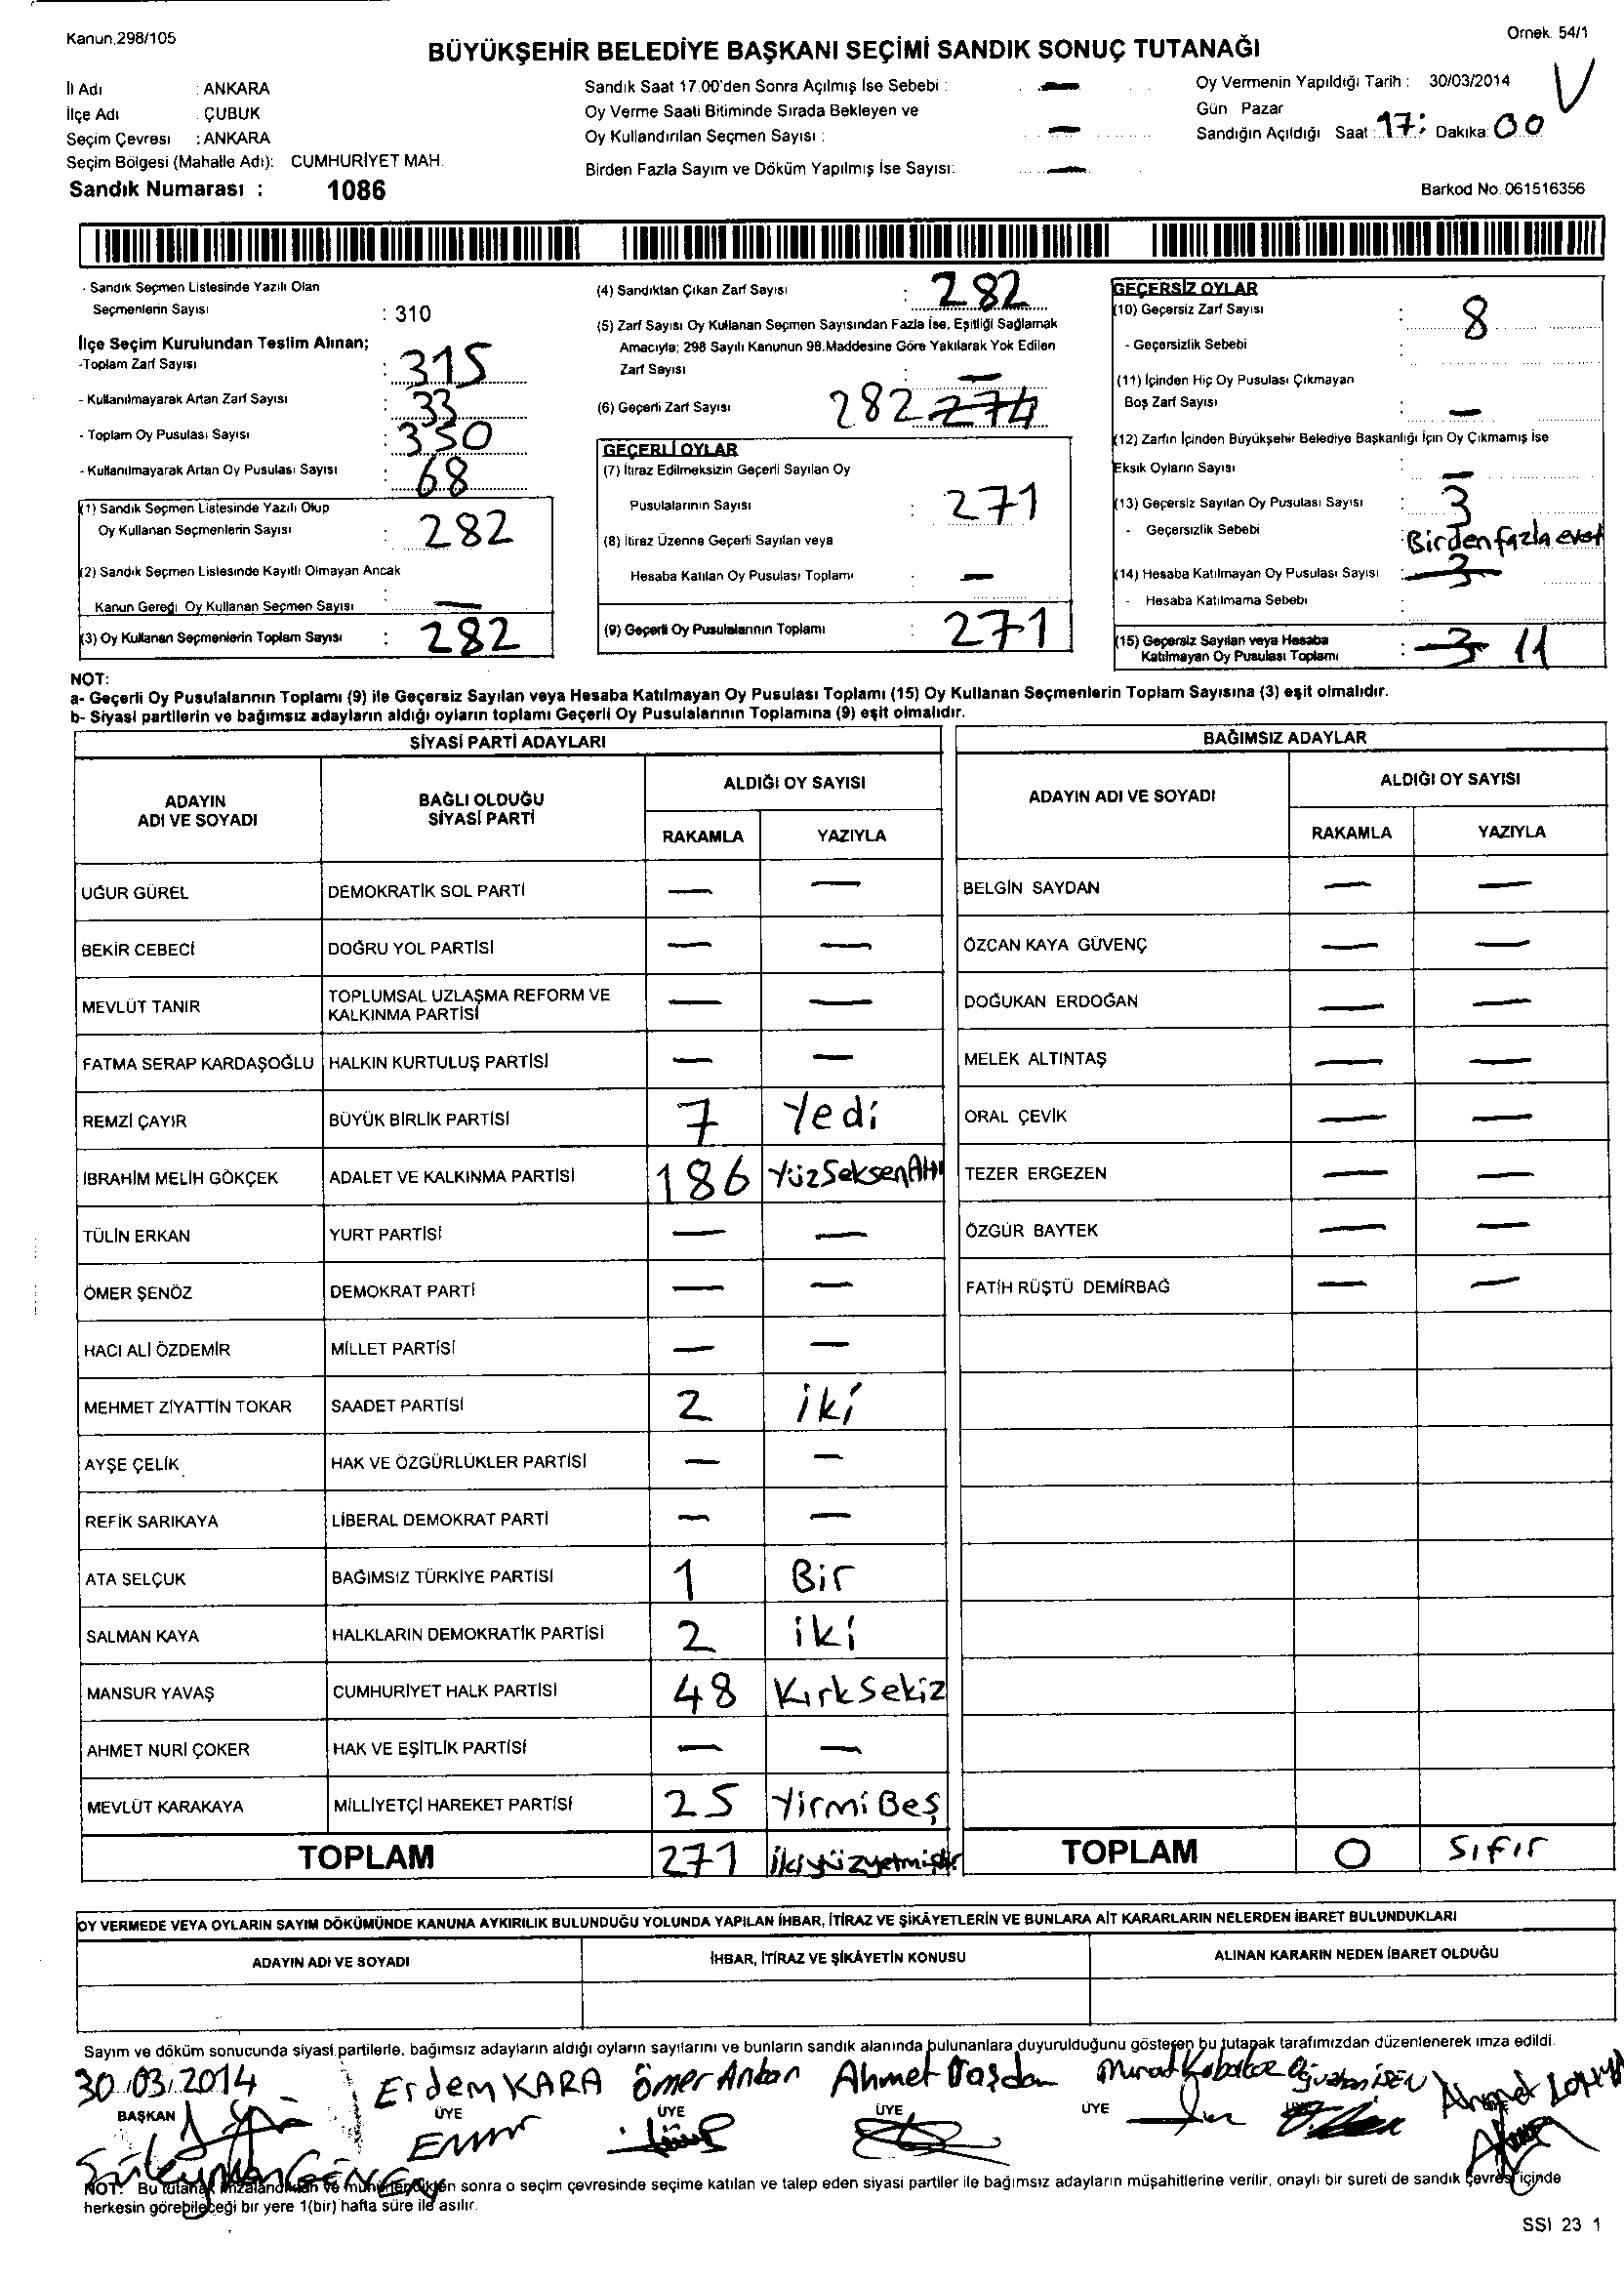 Kanun.298/105
Örnek. 54/1
BÜYÜKŞEHİR BELEDİYE BAŞKANI SEÇİMİ SANDIK SONUÇ TUTANAĞI
İl Adı : ANKARA
İlçe Adı : ÇUBUK
Seçim Çevresi : ANKARA
Seçim Bölgesi (Mahalle Adı): CUMHURİYET MAH.
Sandık Numarası : 1086
Sandık Saat 17.00'den Sonra Açılmış İse Sebebi : —
Oy Verme Saati Bitiminde Sırada Bekleyen ve
Oy Kullandırılan Seçmen Sayısı : —
Birden Fazla Sayım ve Döküm Yapılmış İse Sayısı: —
Oy Vermenin Yapıldığı Tarih : 30/03/2014
Gün Pazar
Sandığın Açıldığı Saat : 17: Dakika: 00
Barkod No.061516356
- Sandık Seçmen Listesinde Yazılı Olan
Seçmenlerin Sayısı : 310
İlçe Seçim Kurulundan Teslim Alınan;
-Toplam Zarf Sayısı : 315
- Kullanılmayarak Artan Zarf Sayısı : 33
- Toplam Oy Pusulası Sayısı : 350
- Kullanılmayarak Artan Oy Pusulası Sayısı : 68
(1) Sandık Seçmen Listesinde Yazılı Olup
Oy Kullanan Seçmenlerin Sayısı : 282
(2) Sandık Seçmen Listesinde Kayıtlı Olmayan Ancak
Kanun Gereği Oy Kullanan Seçmen Sayısı : —
(3) Oy Kullanan Seçmenlerin Toplam Sayısı : 282
(4) Sandıktan Çıkan Zarf Sayısı : 282
(5) Zarf Sayısı Oy Kullanan Seçmen Sayısından Fazla İse, Eşitliği Sağlamak
Amacıyla; 298 Sayılı Kanunun 98.Maddesine Göre Yakılarak Yok Edilen
Zarf Sayısı : —
(6) Geçerli Zarf Sayısı 282 274
GEÇERLİ OYLAR
(7) İtiraz Edilmeksizin Geçerli Sayılan Oy
Pusulalarının Sayısı : 271
(8) İtiraz Üzerine Geçerli Sayılan veya
Hesaba Katılan Oy Pusulası Toplamı : —
(9) Geçerli Oy Pusulalarının Toplamı : 271
GEÇERSİZ OYLAR
(10) Geçersiz Zarf Sayısı : 8
- Geçersizlik Sebebi :
(11) İçinden Hiç Oy Pusulası Çıkmayan
Boş Zarf Sayısı : —
(12) Zarfın İçinden Büyükşehir Belediye Başkanlığı İçin Oy Çıkmamış İse
Eksik Oyların Sayısı : —
(13) Geçersiz Sayılan Oy Pusulası Sayısı : 3
- Geçersizlik Sebebi : Birden fazla evet
(14) Hesaba Katılmayan Oy Pusulası Sayısı : 3
- Hesaba Katılmama Sebebi :
(15) Geçersiz Sayılan veya Hesaba
Katılmayan Oy Pusulası Toplamı : 3 11
NOT:
a- Geçerli Oy Pusulalarının Toplamı (9) ile Geçersiz Sayılan veya Hesaba Katılmayan Oy Pusulası Toplamı (15) Oy Kullanan Seçmenlerin Toplam Sayısına (3) eşit olmalıdır.
b- Siyasi partilerin ve bağımsız adayların aldığı oyların toplamı Geçerli Oy Pusulalarının Toplamına (9) eşit olmalıdır.
SİYASİ PARTİ ADAYLARI
ADAYIN ADI VE SOYADI BAĞLI OLDUĞU SİYASİ PARTİ ALDIĞI OY SAYISI
RAKAMLA YAZIYLA
UĞUR GÜREL DEMOKRATİK SOL PARTİ — —
BEKİR CEBECİ DOĞRU YOL PARTİSİ — —
MEVLÜT TANIR TOPLUMSAL UZLAŞMA REFORM VE KALKINMA PARTİSİ — —
FATMA SERAP KARDAŞOĞLU HALKIN KURTULUŞ PARTİSİ — —
REMZİ ÇAYIR BÜYÜK BİRLİK PARTİSİ 7 Yedi
İBRAHİM MELİH GÖKÇEK ADALET VE KALKINMA PARTİSİ 186 YüzSeksenAltı
TÜLİN ERKAN YURT PARTİSİ — —
ÖMER ŞENÖZ DEMOKRAT PARTİ — —
HACI ALİ ÖZDEMİR MİLLET PARTİSİ — —
MEHMET ZİYATTİN TOKAR SAADET PARTİSİ 2 iki
AYŞE ÇELİK HAK VE ÖZGÜRLÜKLER PARTİSİ — —
REFİK SARIKAYA LİBERAL DEMOKRAT PARTİ — —
ATA SELÇUK BAĞIMSIZ TÜRKİYE PARTİSİ 1 Bir
SALMAN KAYA HALKLARIN DEMOKRATİK PARTİSİ 2 iki
MANSUR YAVAŞ CUMHURİYET HALK PARTİSİ 48 KırkSekiz
AHMET NURİ ÇOKER HAK VE EŞİTLİK PARTİSİ — —
MEVLÜT KARAKAYA MİLLİYETÇİ HAREKET PARTİSİ 25 YirmiBeş
TOPLAM 271
BAĞIMSIZ ADAYLAR
ADAYIN ADI VE SOYADI ALDIĞI OY SAYISI
RAKAMLA YAZIYLA
BELGİN SAYDAN — —
ÖZCAN KAYA GÜVENÇ — —
DOĞUKAN ERDOĞAN — —
MELEK ALTINTAŞ — —
ORAL ÇEVİK — —
TEZER ERGEZEN — —
ÖZGÜR BAYTEK — —
FATİH RÜŞTÜ DEMİRBAĞ — —
TOPLAM 0 Sıfır
OY VERMEDE VEYA OYLARIN SAYIM DÖKÜMÜNDE KANUNA AYKIRILIK BULUNDUĞU YOLUNDA YAPILAN İHBAR, İTİRAZ VE ŞİKÂYETLERİN VE BUNLARA AİT KARARLARIN NELERDEN İBARET BULUNDUKLARI
ADAYIN ADI VE SOYADI İHBAR, İTİRAZ VE ŞİKÂYETİN KONUSU ALINAN KARARIN NEDEN İBARET OLDUĞU
Sayım ve döküm sonucunda siyasi partilerle, bağımsız adayların aldığı oyların sayılarını ve bunların sandık alanında bulunanlara duyurulduğunu gösteren bu tutanak tarafımızdan düzenlenerek imza edildi.
30.03.2014 Erdem KARA Ömer Ahmet
BAŞKAN ÜYE ÜYE ÜYE ÜYE
NOT: Bu tutanak imzalandıktan ve mühürlendikten sonra o seçim çevresinde seçime katılan ve talep eden siyasi partiler ile bağımsız adayların müşahitlerine verilir, onaylı bir sureti de sandık çevresi içinde
herkesin görebileceği bir yere 1(bir) hafta süre ile asılır.
SSI 23 1